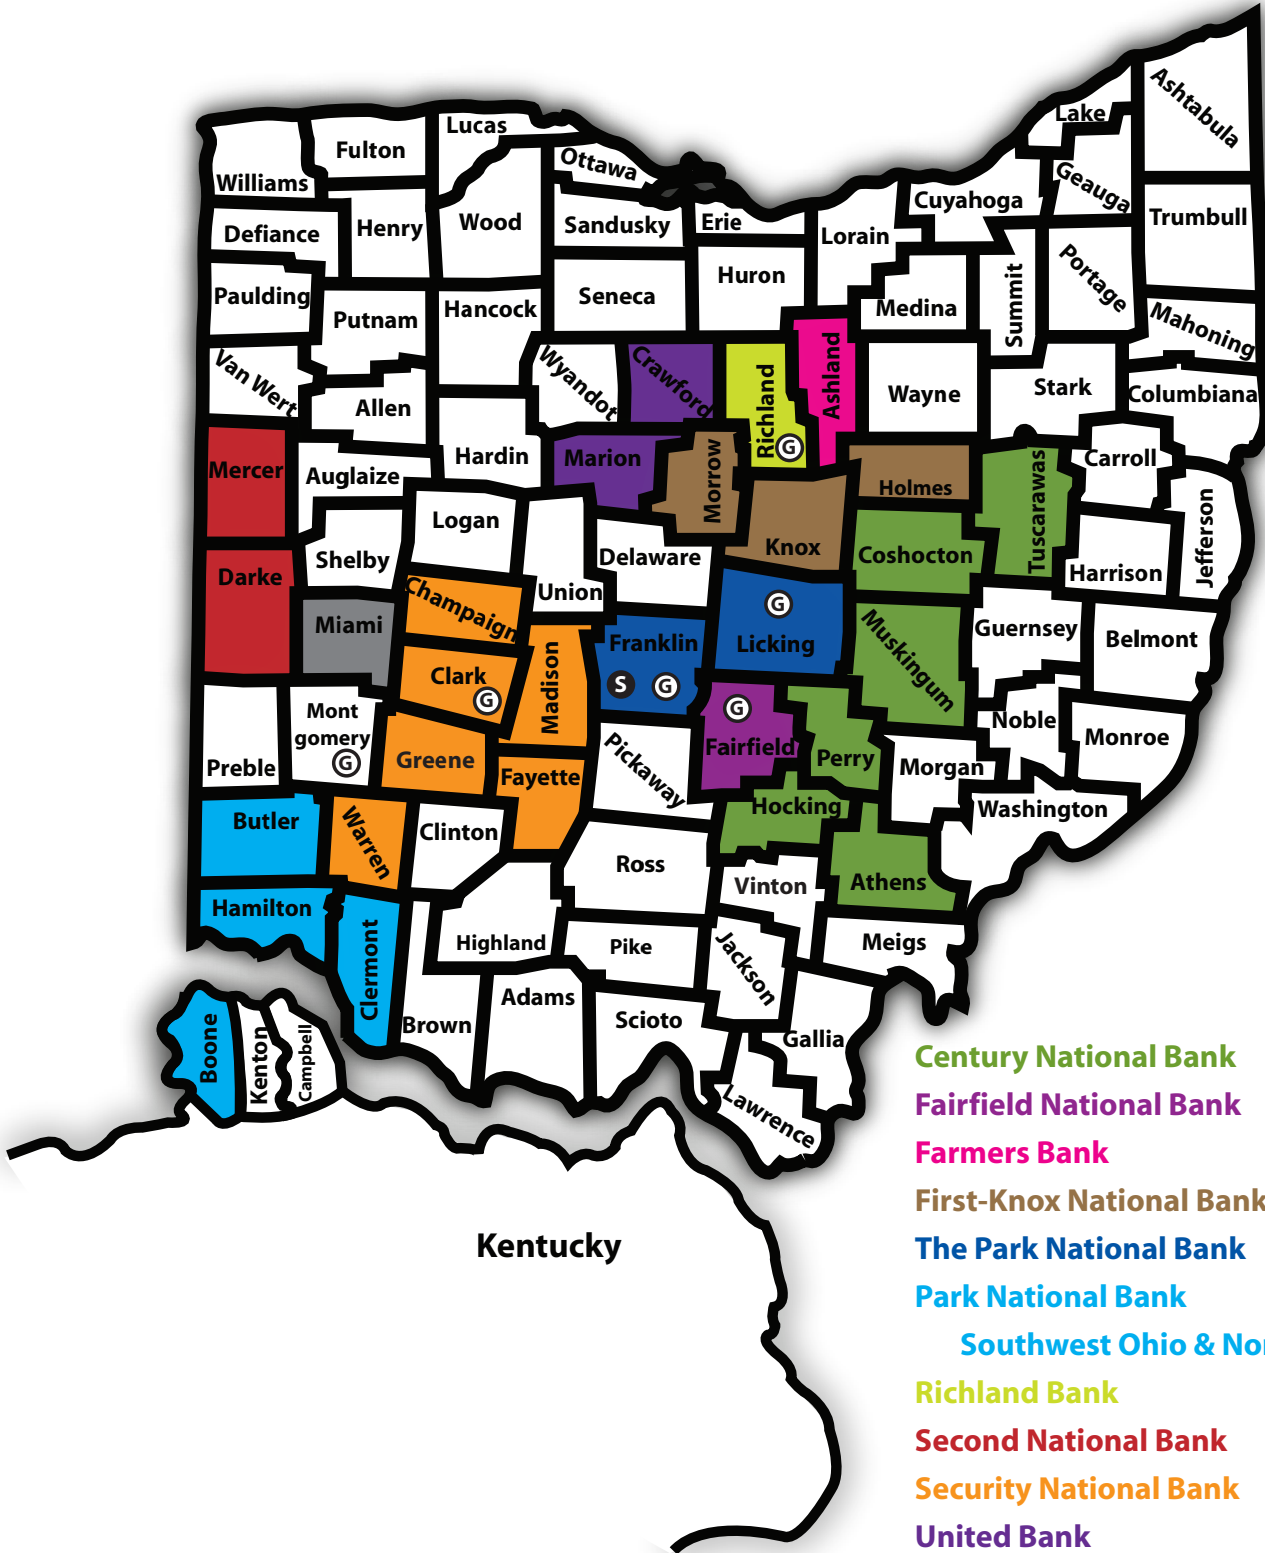 Ashtabula
Lake
Lucas
Fulton
Ottawa
Geauga
Williams
Cuyahoga
Trumbull
Defiance
Henry
Wood
Sandusky
Erie
Lorain
Paulding
Putnam
Hancock
Seneca
Huron
Medina
Summit
Portage
Mahoning
Van Wert
Allen
Wyandot
Crawford
Richland
G
Ashland
Wayne
Stark
Columbiana
Mercer
Auglaize
Hardin
Marion
Morrow
Holmes
Tuscarawas
Carroll
Jefferson
Logan
Shelby
Delaware
Knox
Coshocton
Harrison
Darke
Champaign
Union
Miami
Franklin
S G
G
Licking
Muskingum
Guernsey
Belmont
Clark
G
Madison
Mont
gomery
G
Preble
Greene
Fayette
Pickaway
G
Fairfield
Perry
Morgan
Noble
Monroe
Washington
Butler
Warren
Clinton
Hocking
Ross
Vinton
Athens
Hamilton
Clermont
Highland
Pike
Jackson
Meigs
Brown
Adams
Scioto
Gallia
Lawrence
Boone
Kenton
Campbell
Kentucky
Century National Bank
Fairfield National Bank
Farmers Bank
First-Knox National Bank
The Park National Bank
Park National Bank
Southwest Ohio & No
Richland Bank
Second National Bank
Security National Bank
United Bank